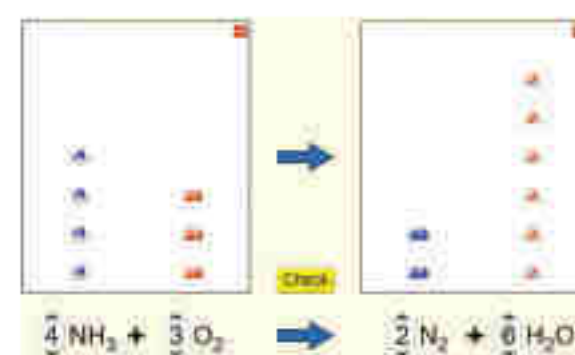 Check
4 NH₃ + 3 O₂ 2 N₂ + 6 H₂O